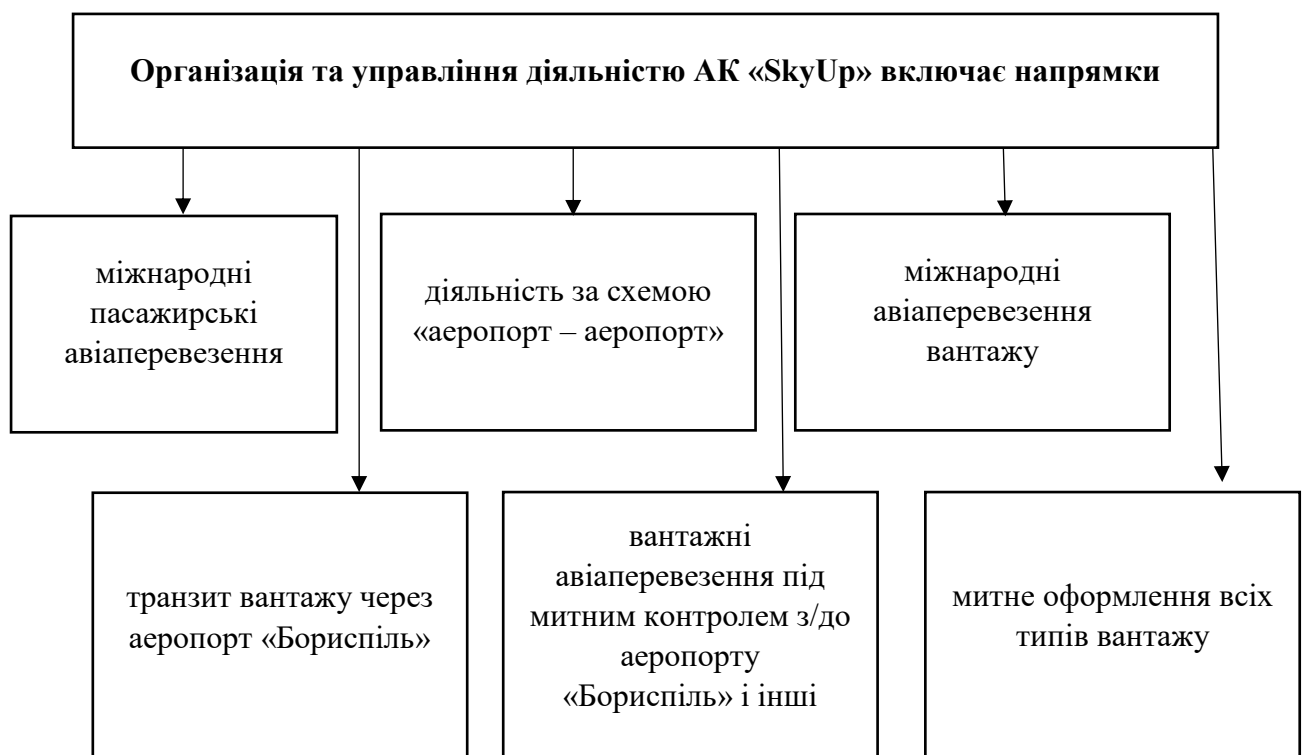 Організація та управління діяльністю АК «SkyUp» включає напрямки
міжнародні
пасажирські
авіаперевезення
діяльність за схемою
«аеропорт – аеропорт»
міжнародні
авіаперевезення
вантажу
транзит вантажу через
аеропорт «Бориспіль»
вантажні
авіаперевезення під
митним контролем з/до
аеропорту
«Бориспіль» і інші
митне оформлення всіх
типів вантажу